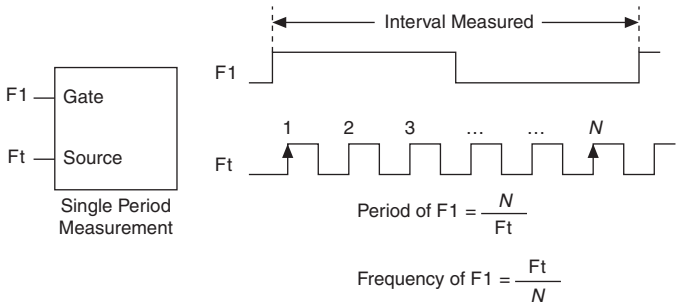 Interval Measured
F1
F1
Gate
1 2 3 … … N
Ft
Source
Ft
Single Period
Measurement
Period of F1 = N / Ft
Frequency of F1 = Ft / N